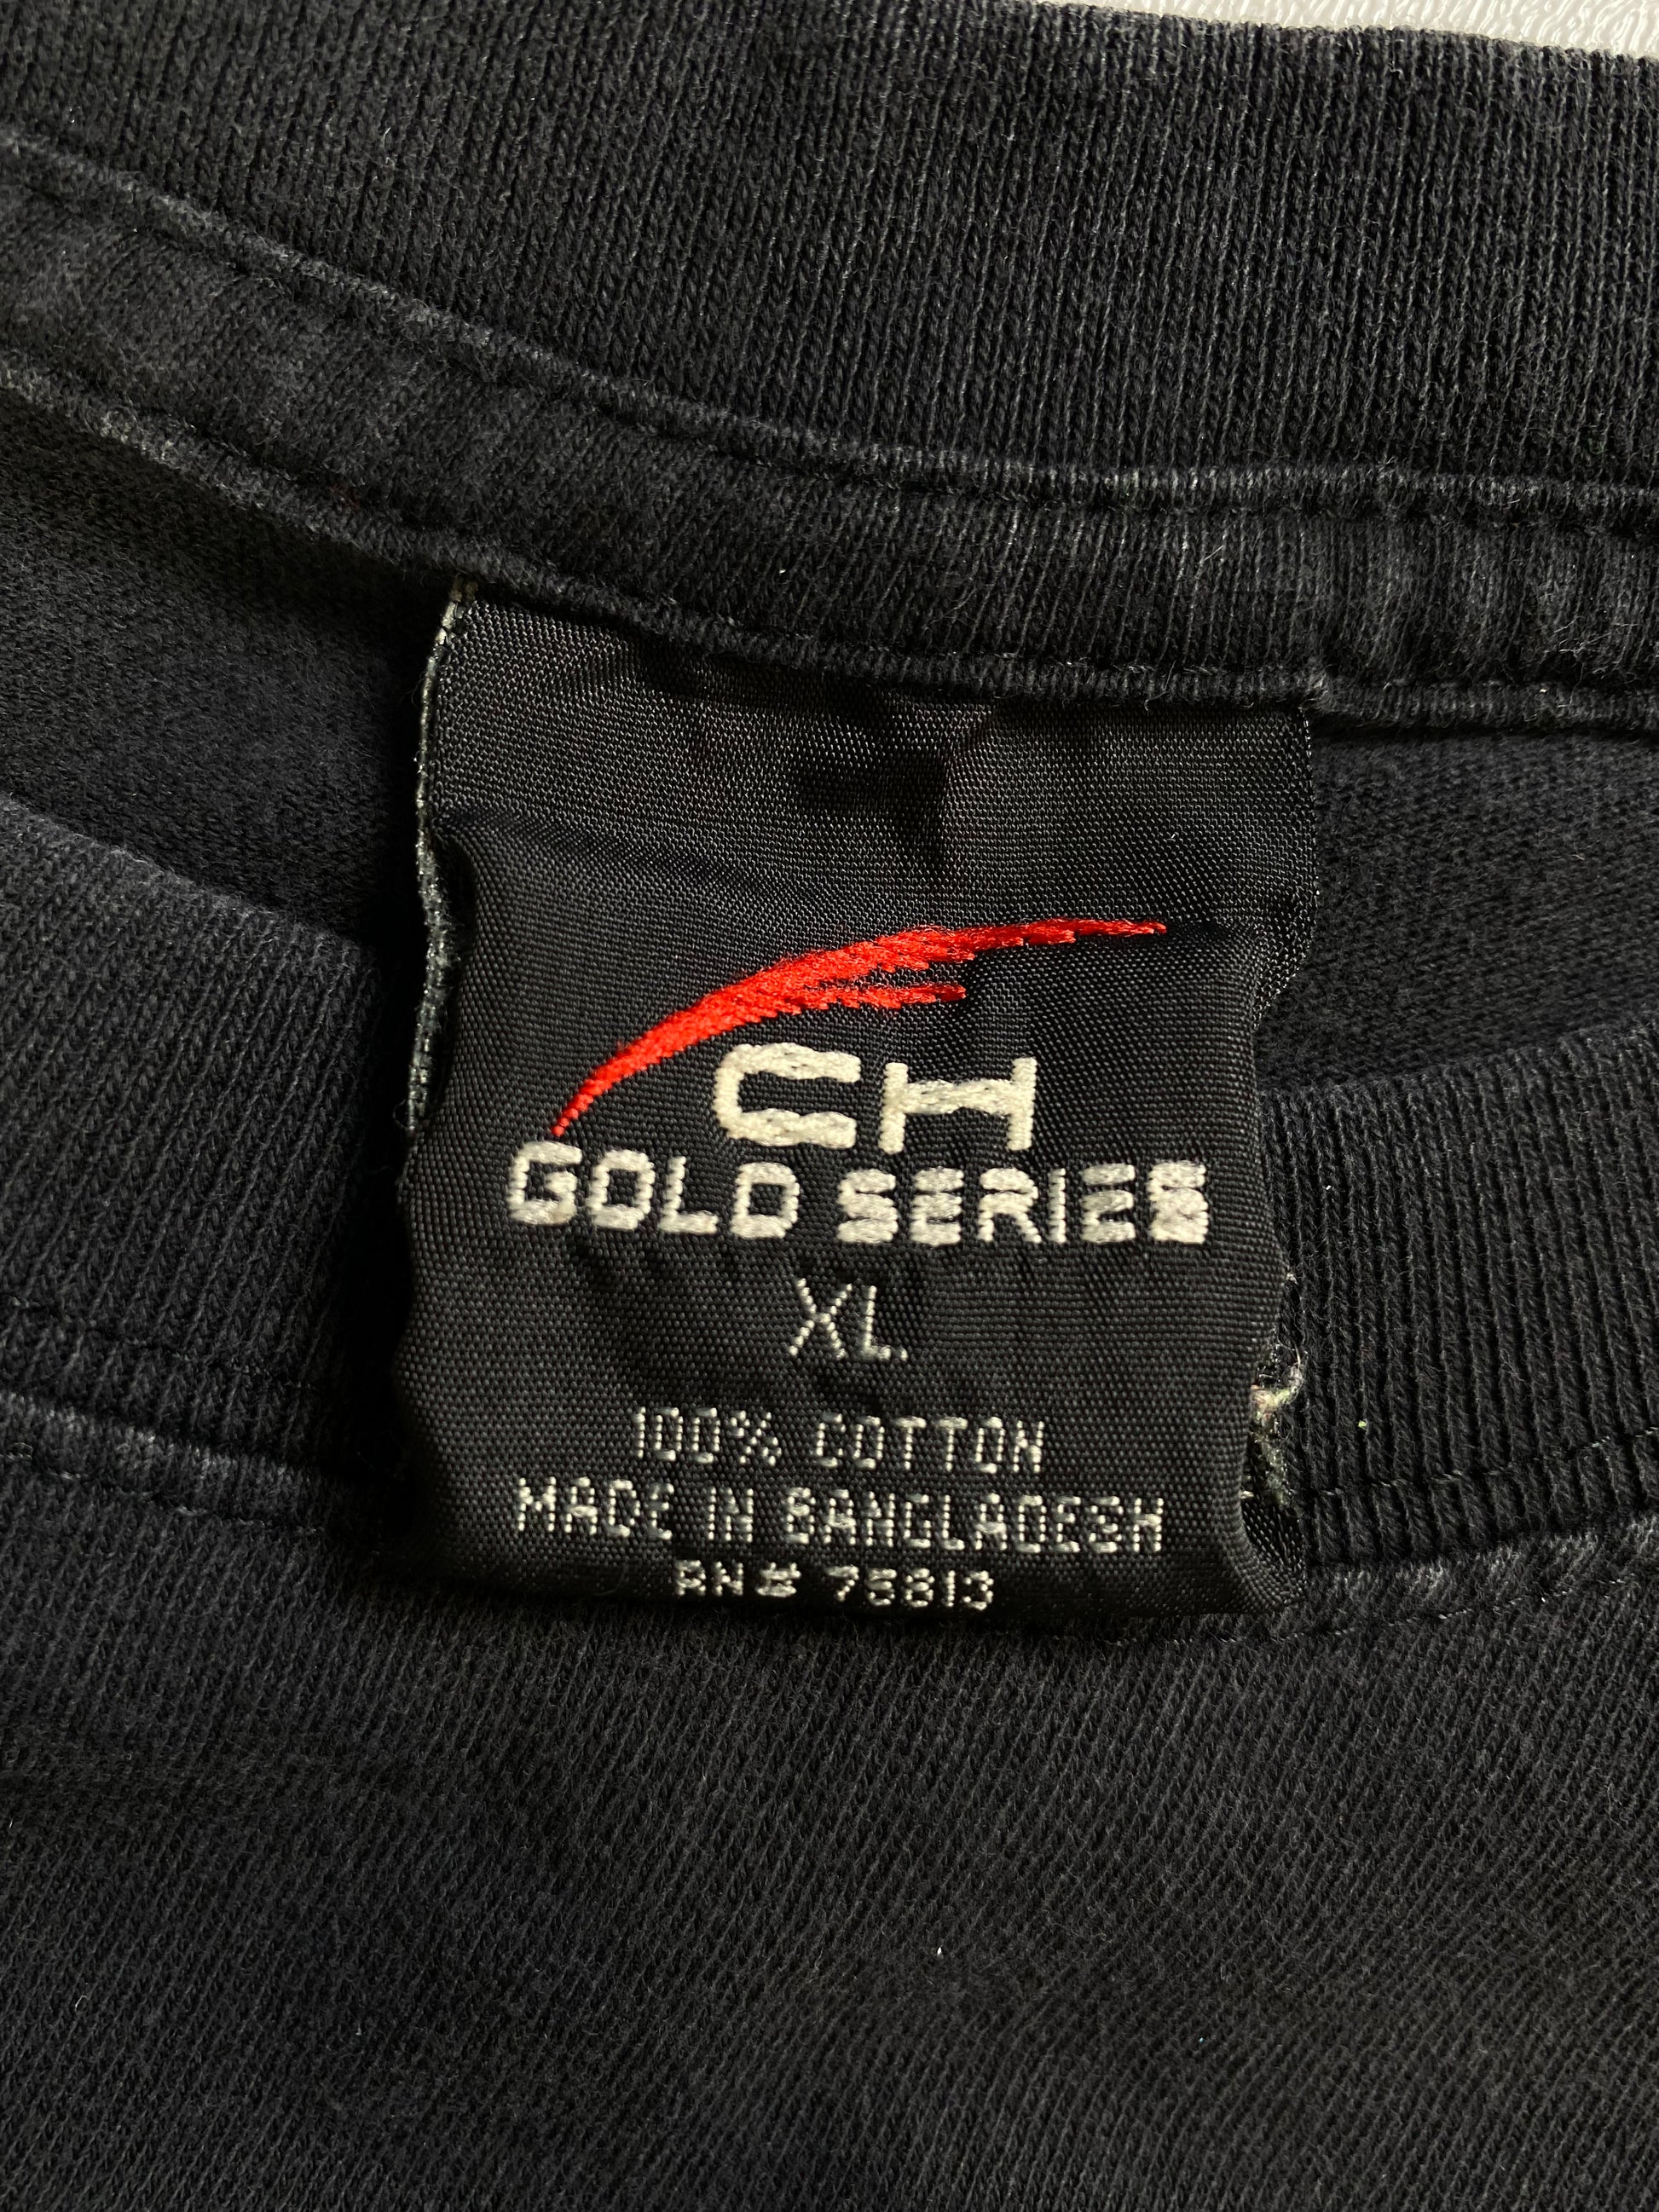 CH
GOLD SERIES
XL.
100% COTTON
MADE IN BANGLADESH
RN# 75813